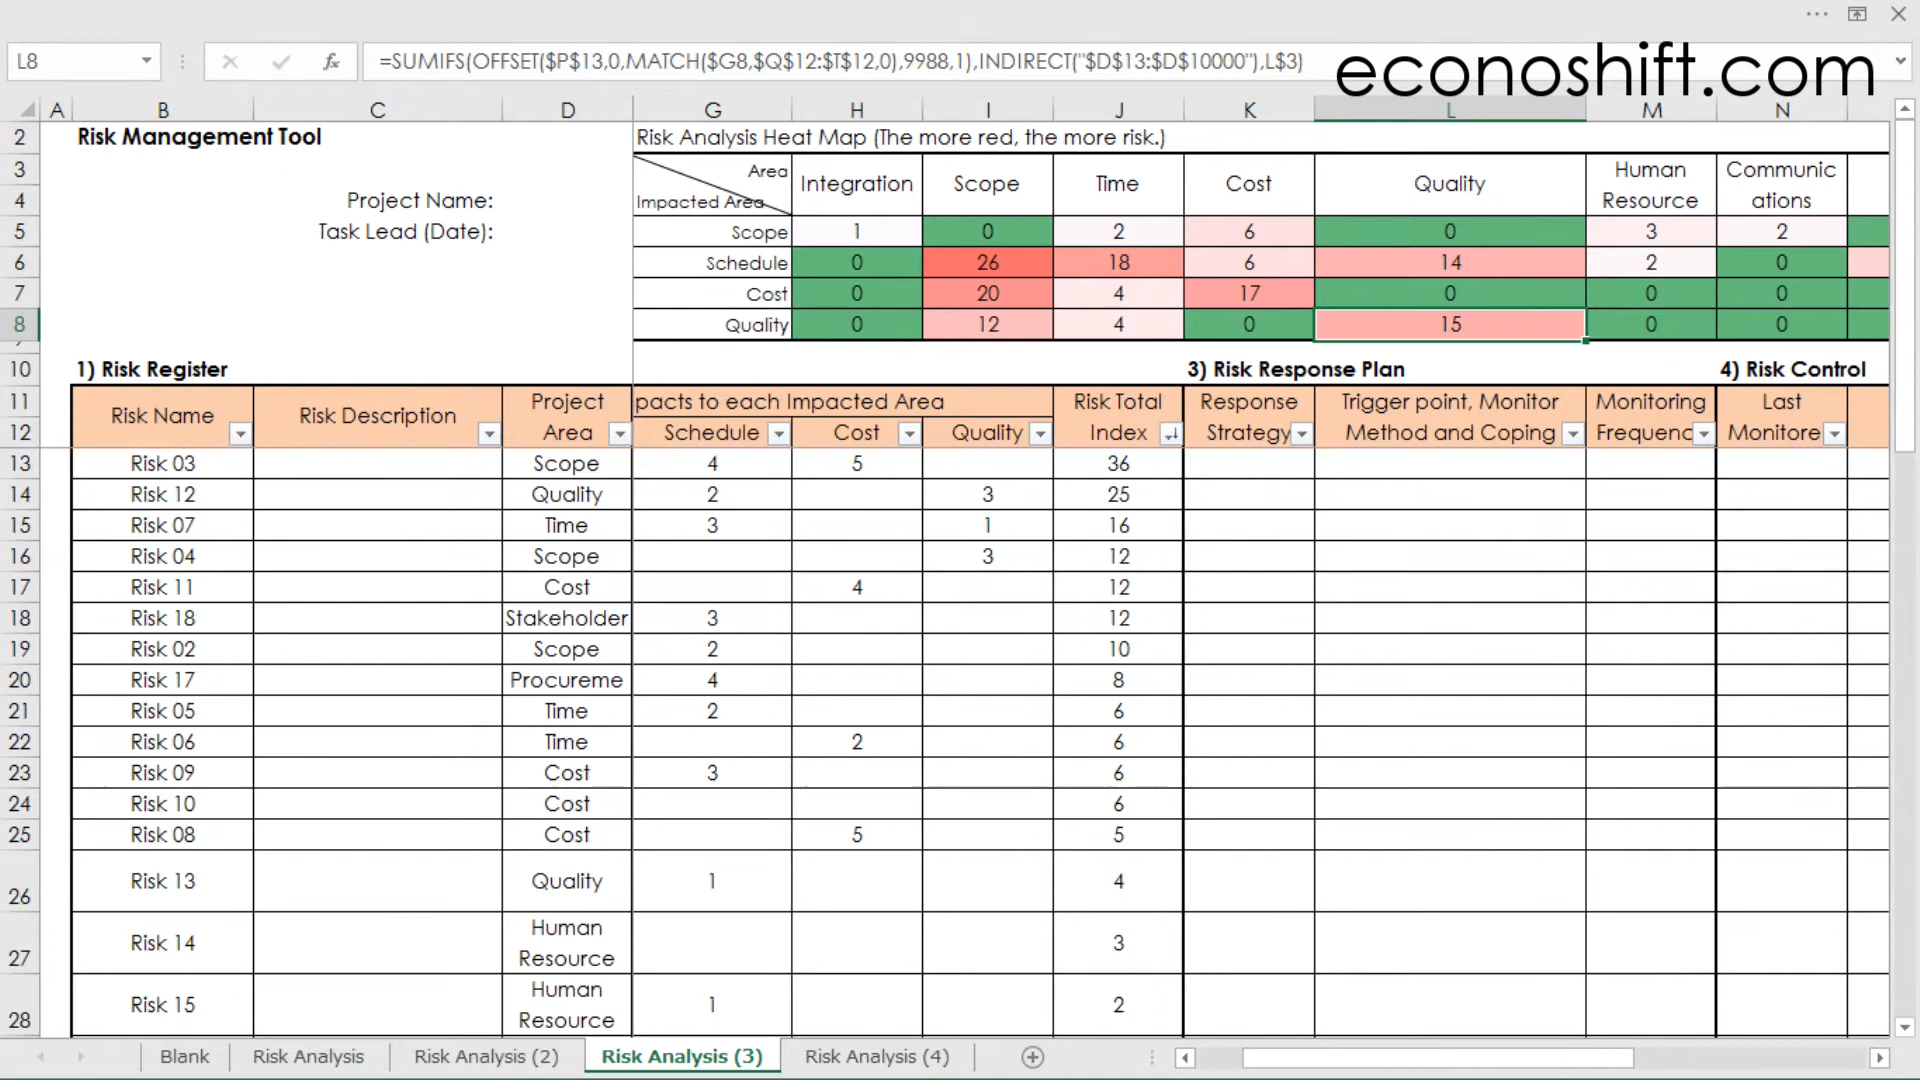 L8
fx
=SUMIFS(OFFSET($P$13,0,MATCH($G8,$Q$12:$T$12,0),9988,1),INDIRECT("$D$13:$D$10000"),L$3)
econoshift.com
A B C D G H I J K L M N
2 Risk Management Tool Risk Analysis Heat Map (The more red, the more risk.)
3 Area Integration Scope Time Cost Quality Human Resource Communic ations
4 Project Name: Impacted Area
5 Task Lead (Date): Scope 1 0 2 6 0 3 2
6 Schedule 0 26 18 6 14 2 0
7 Cost 0 20 4 17 0 0 0
8 Quality 0 12 4 0 15 0 0
10 1) Risk Register 3) Risk Response Plan 4) Risk Control
11 Risk Name Risk Description Project pacts to each Impacted Area Risk Total Response Trigger point, Monitor Monitoring Last
12 Area Schedule Cost Quality Index Strategy Method and Coping Frequenc Monitore
13 Risk 03 Scope 4 5 36
14 Risk 12 Quality 2 3 25
15 Risk 07 Time 3 1 16
16 Risk 04 Scope 3 12
17 Risk 11 Cost 4 12
18 Risk 18 Stakeholder 3 12
19 Risk 02 Scope 2 10
20 Risk 17 Procureme 4 8
21 Risk 05 Time 2 6
22 Risk 06 Time 2 6
23 Risk 09 Cost 3 6
24 Risk 10 Cost 6
25 Risk 08 Cost 5 5
26 Risk 13 Quality 1 4
27 Risk 14 Human Resource 3
28 Risk 15 Human Resource 1 2
Blank Risk Analysis Risk Analysis (2) Risk Analysis (3) Risk Analysis (4)